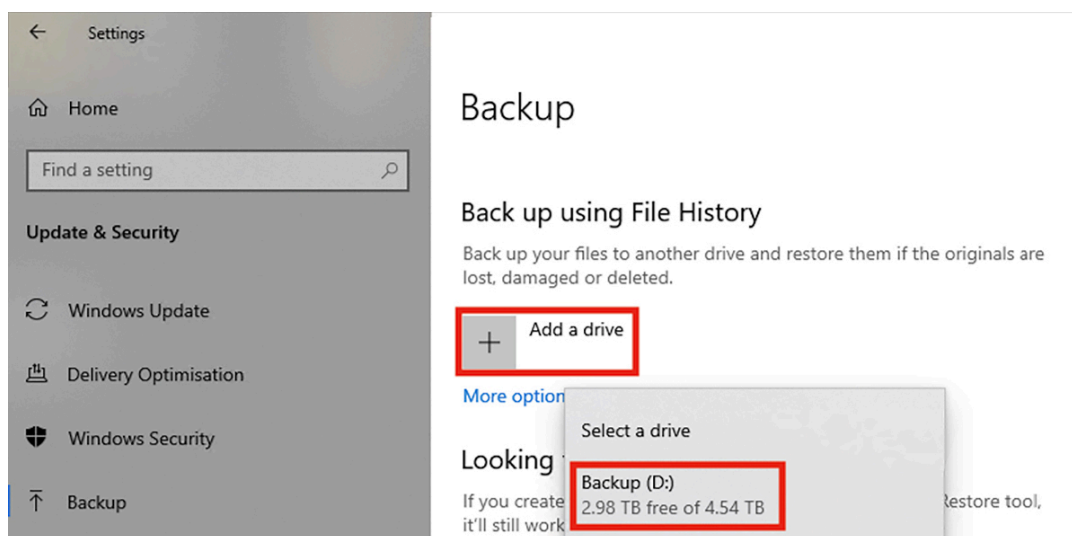 Settings
Home
Find a setting
Update & Security
Windows Update
Delivery Optimisation
Windows Security
Backup
Backup
Back up using File History
Back up your files to another drive and restore them if the originals are
lost, damaged or deleted.
Add a drive
More option
Select a drive
Looking
Backup (D:)
If you create
2.98 TB free of 4.54 TB
Restore tool,
it'll still work